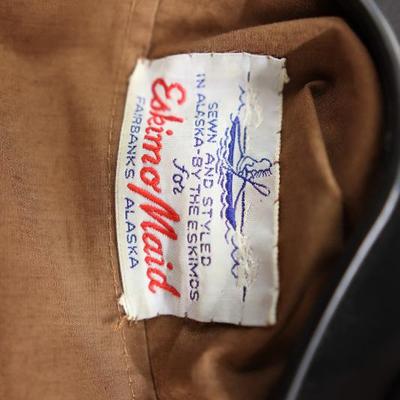 SEWN AND STYLED
IN ALASKA-BY THE ESKIMOS
for
Eskimo Maid
FAIRBANKS ALASKA